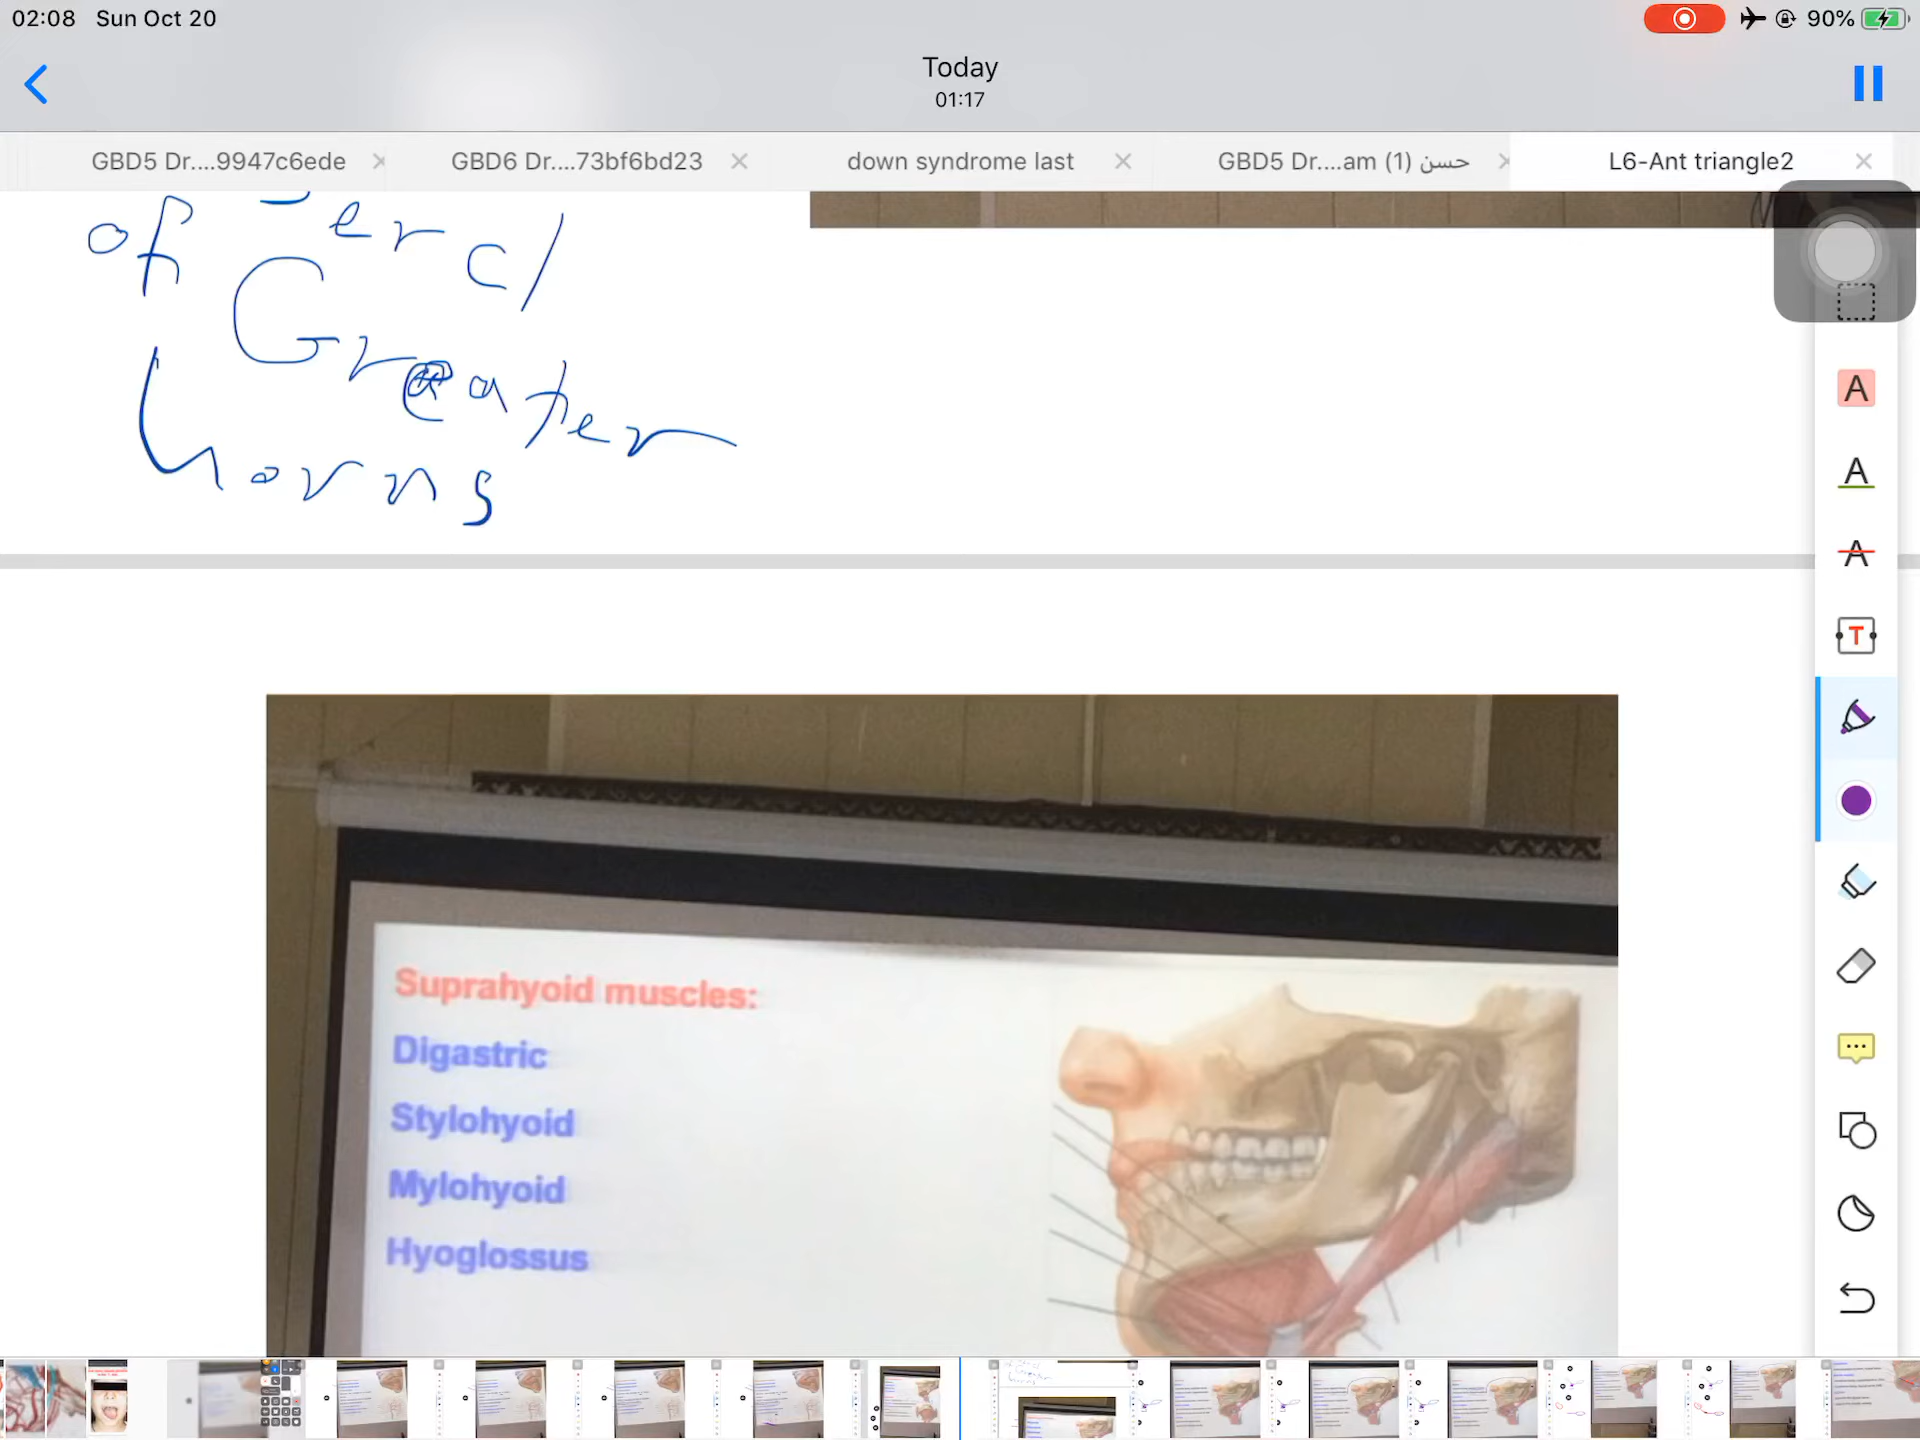 02:08 Sun Oct 20
90%
Today
01:17
GBD5 Dr....9947c6ede
GBD6 Dr....73bf6bd23
down syndrome last
GBD5 Dr....am (1) حسن
L6-Ant triangle2
of
Greater
horns
Suprahyoid muscles:
Digastric
Stylohyoid
Mylohyoid
Hyoglossus